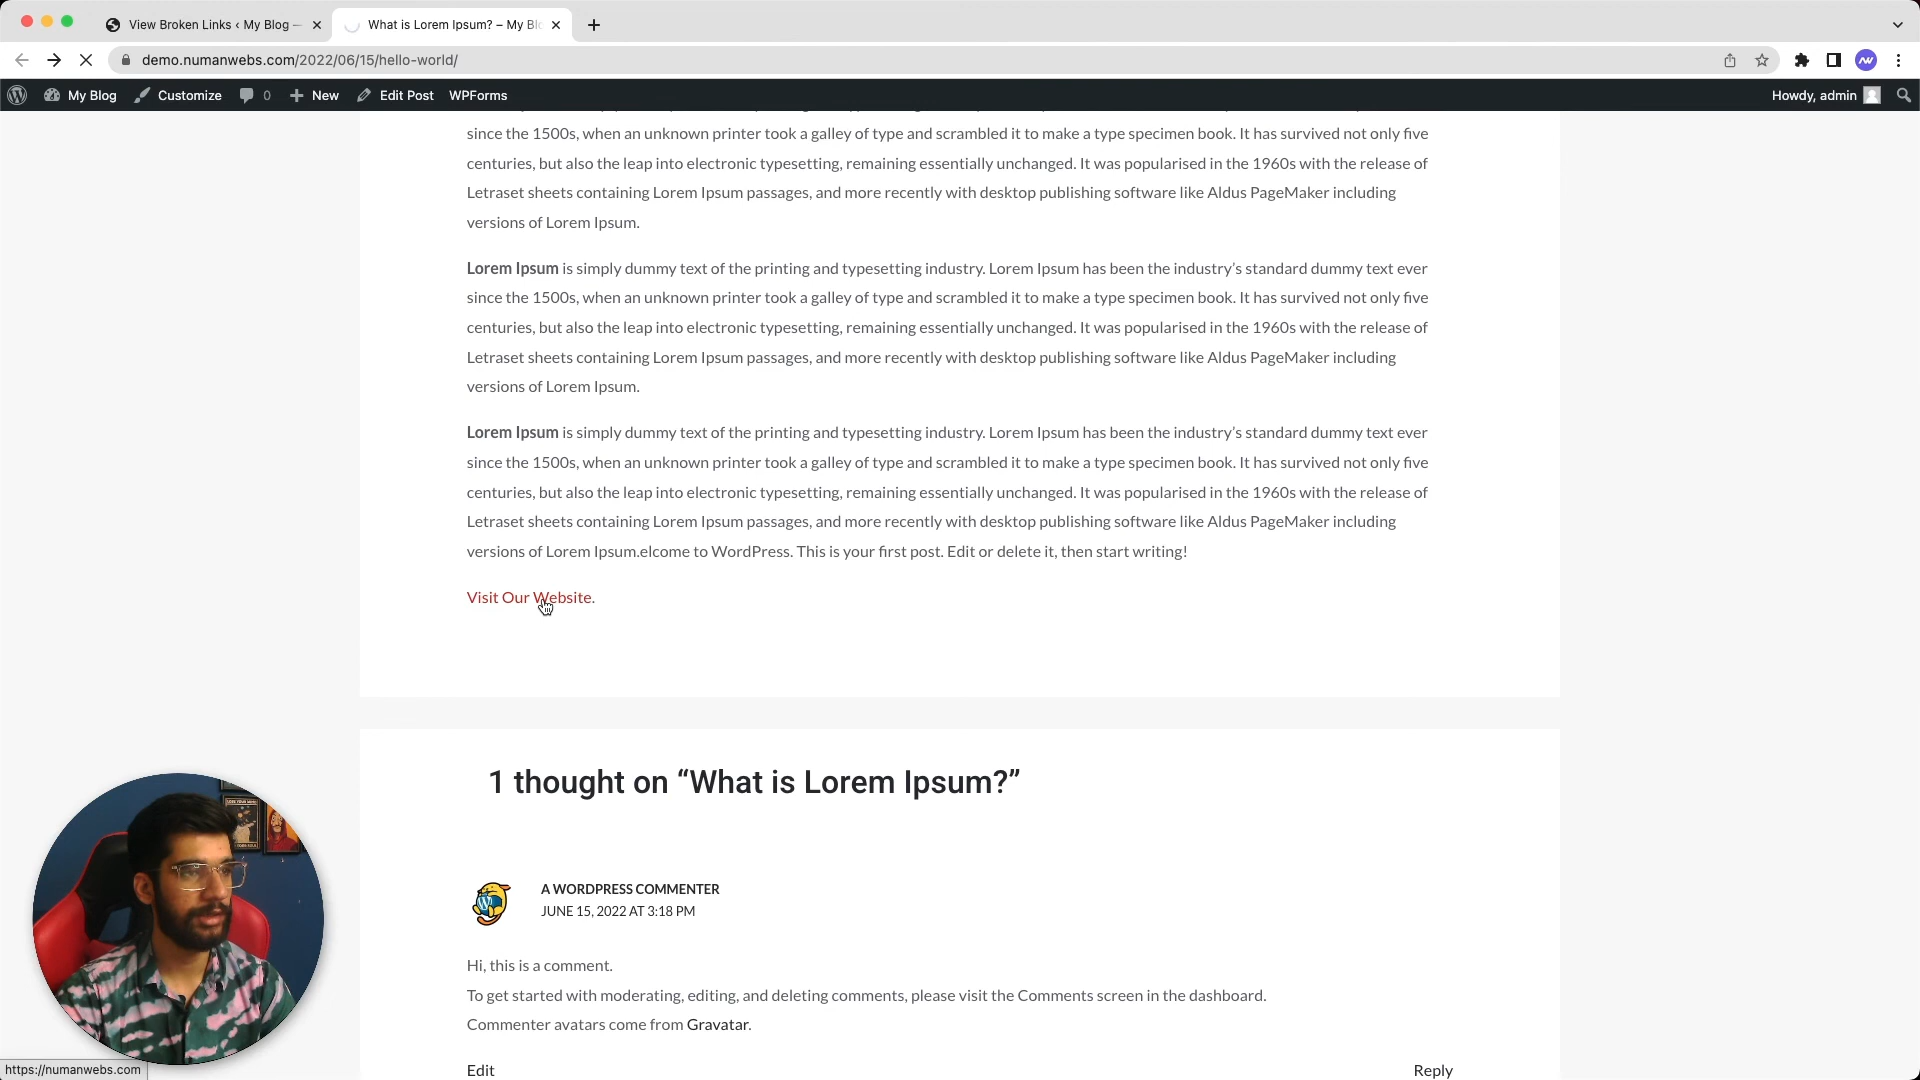 View Broken Links ‹ My Blog —
What is Lorem Ipsum? – My Bl
demo.numanwebs.com/2022/06/15/hello-world/
My Blog Customize 0 New Edit Post WPForms Howdy, admin
since the 1500s, when an unknown printer took a galley of type and scrambled it to make a type specimen book. It has survived not only five
centuries, but also the leap into electronic typesetting, remaining essentially unchanged. It was popularised in the 1960s with the release of
Letraset sheets containing Lorem Ipsum passages, and more recently with desktop publishing software like Aldus PageMaker including
versions of Lorem Ipsum.
Lorem Ipsum is simply dummy text of the printing and typesetting industry. Lorem Ipsum has been the industry’s standard dummy text ever
since the 1500s, when an unknown printer took a galley of type and scrambled it to make a type specimen book. It has survived not only five
centuries, but also the leap into electronic typesetting, remaining essentially unchanged. It was popularised in the 1960s with the release of
Letraset sheets containing Lorem Ipsum passages, and more recently with desktop publishing software like Aldus PageMaker including
versions of Lorem Ipsum.
Lorem Ipsum is simply dummy text of the printing and typesetting industry. Lorem Ipsum has been the industry’s standard dummy text ever
since the 1500s, when an unknown printer took a galley of type and scrambled it to make a type specimen book. It has survived not only five
centuries, but also the leap into electronic typesetting, remaining essentially unchanged. It was popularised in the 1960s with the release of
Letraset sheets containing Lorem Ipsum passages, and more recently with desktop publishing software like Aldus PageMaker including
versions of Lorem Ipsum.elcome to WordPress. This is your first post. Edit or delete it, then start writing!
Visit Our Website.
1 thought on “What is Lorem Ipsum?”
A WORDPRESS COMMENTER
JUNE 15, 2022 AT 3:18 PM
Hi, this is a comment.
To get started with moderating, editing, and deleting comments, please visit the Comments screen in the dashboard.
Commenter avatars come from Gravatar.
Edit Reply
https://numanwebs.com